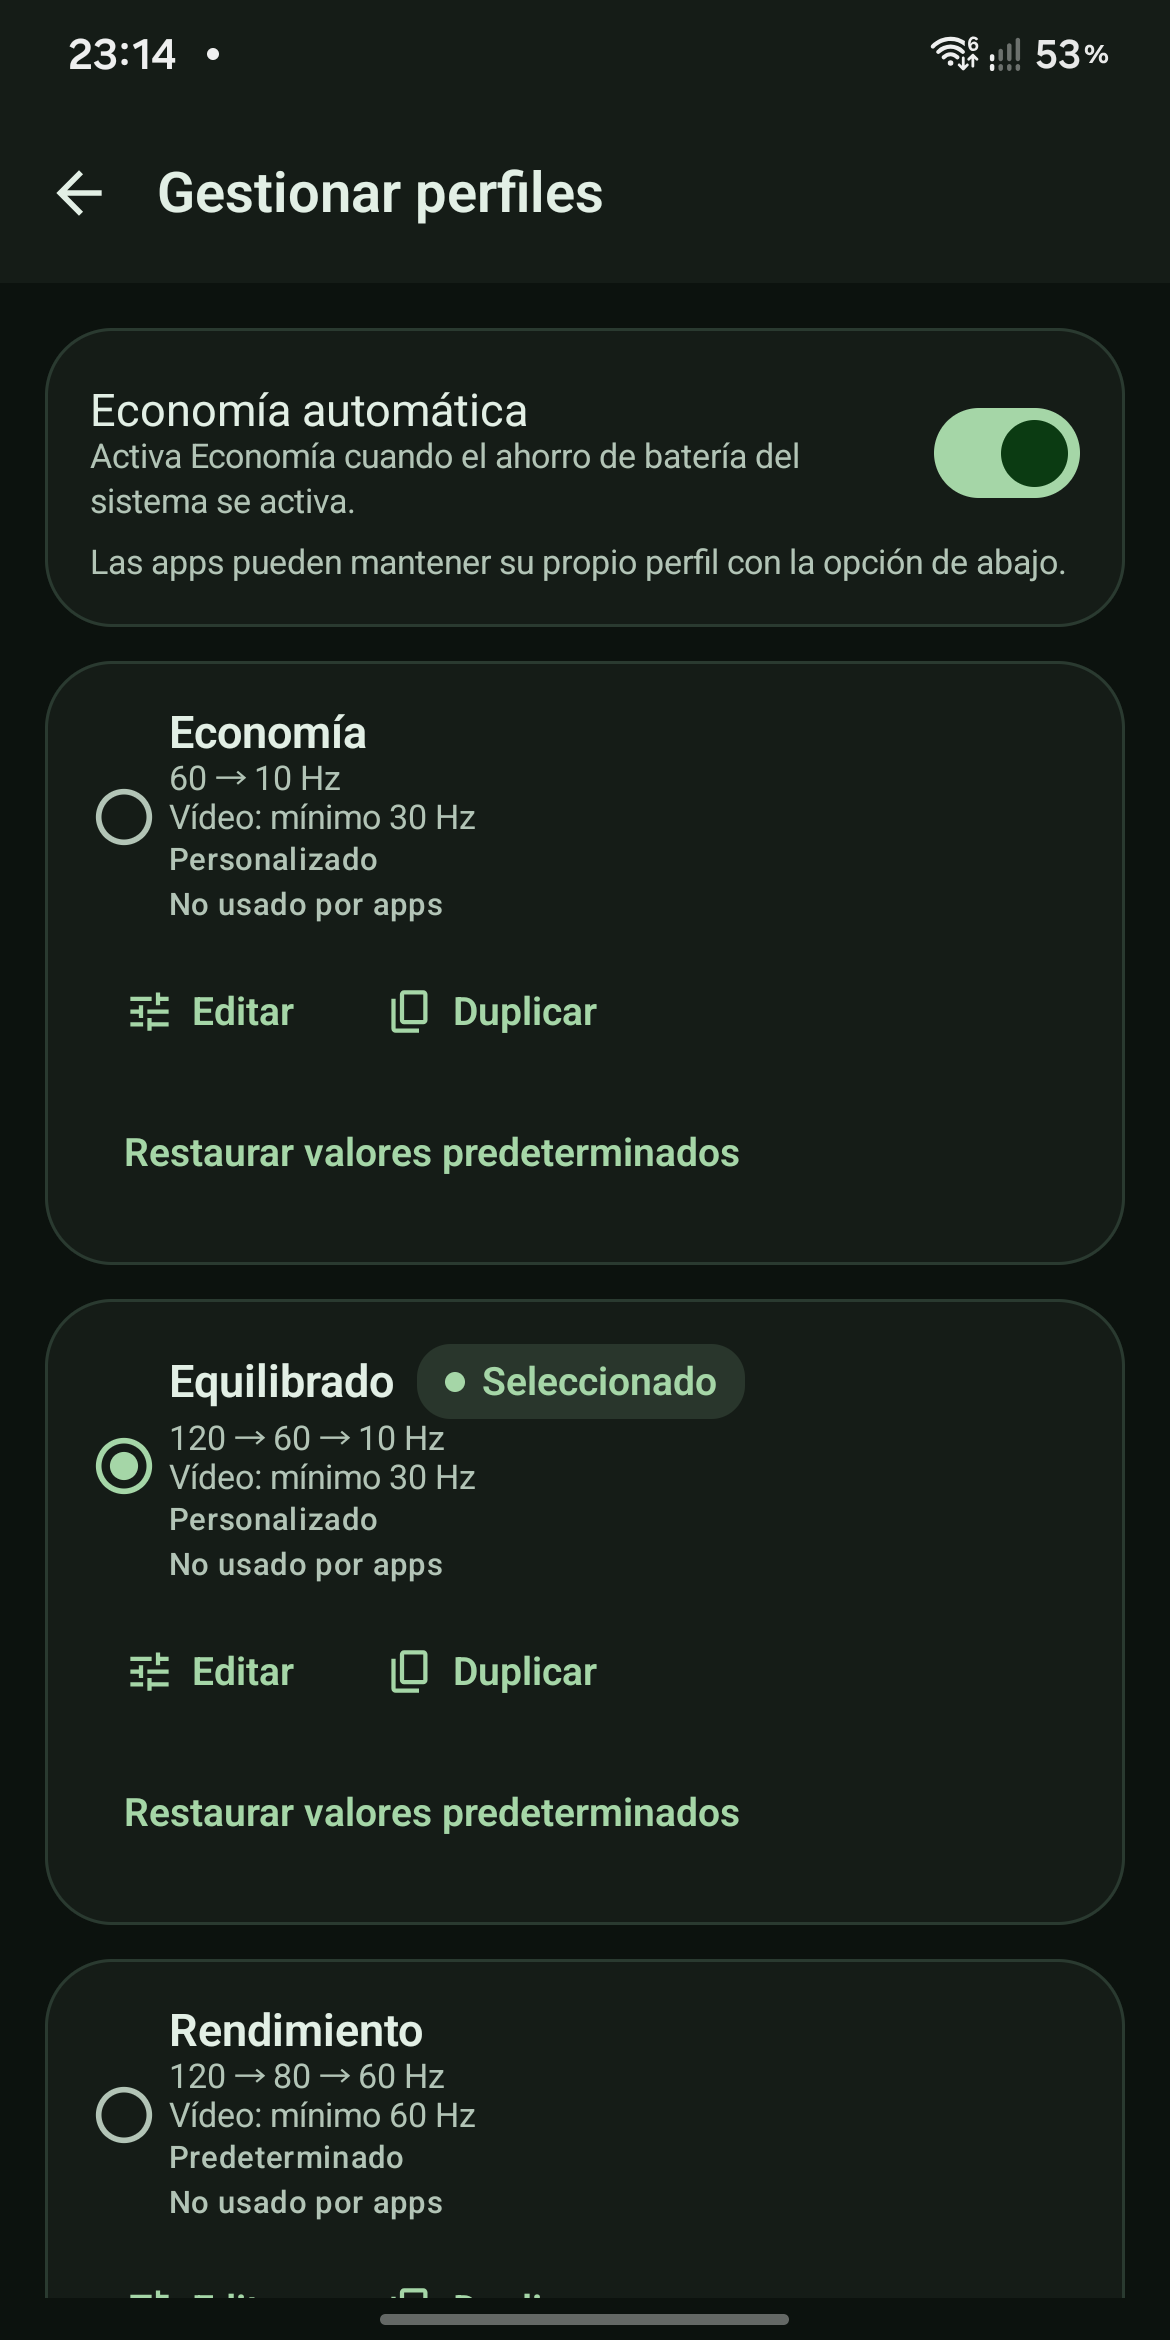 23:14
6
53%
Gestionar perfiles
Economía automática
Activa Economía cuando el ahorro de batería del
sistema se activa.
Las apps pueden mantener su propio perfil con la opción de abajo.
Economía
60 → 10 Hz
Vídeo: mínimo 30 Hz
Personalizado
No usado por apps
Editar Duplicar
Restaurar valores predeterminados
Equilibrado • Seleccionado
120 → 60 → 10 Hz
Vídeo: mínimo 30 Hz
Personalizado
No usado por apps
Editar Duplicar
Restaurar valores predeterminados
Rendimiento
120 → 80 → 60 Hz
Vídeo: mínimo 60 Hz
Predeterminado
No usado por apps